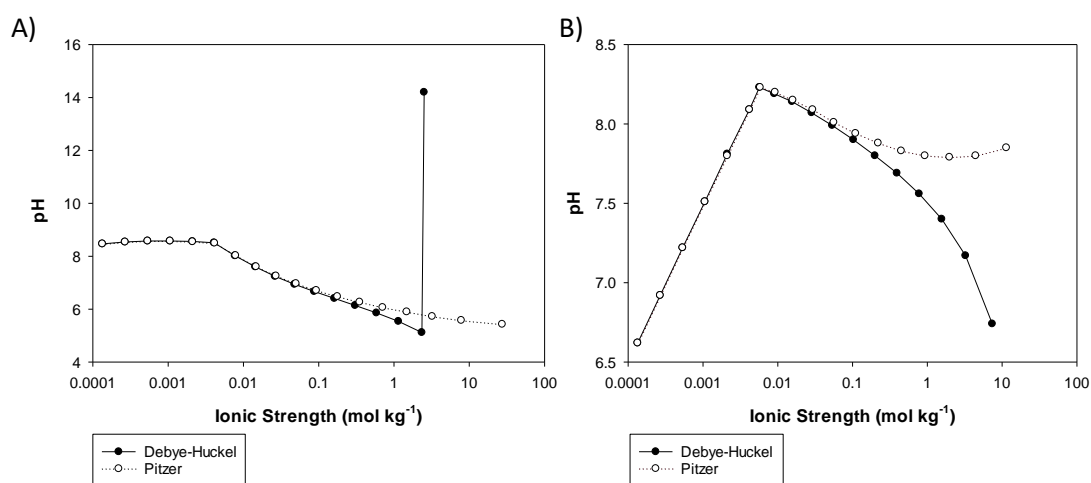 A)
16
14
12
10
8
6
4
pH
0.0001 0.001 0.01 0.1 1 10 100
Ionic Strength (mol kg⁻¹)
Debye-Huckel
Pitzer
B)
8.5
8.0
7.5
7.0
6.5
pH
0.0001 0.001 0.01 0.1 1 10 100
Ionic Strength (mol kg⁻¹)
Debye-Huckel
Pitzer